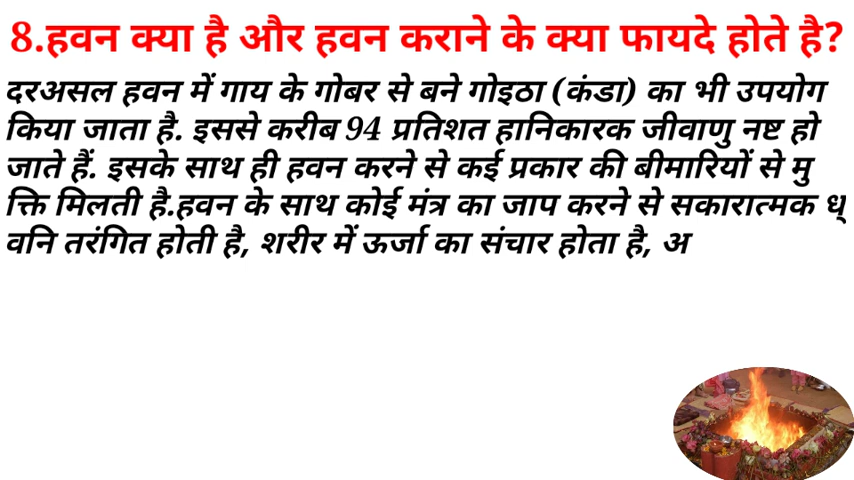 8.हवन क्या है और हवन कराने के क्या फायदे होते है?
दरअसल हवन में गाय के गोबर से बने गोइठा (कंडा) का भी उपयोग
किया जाता है. इससे करीब 94 प्रतिशत हानिकारक जीवाणु नष्ट हो
जाते हैं. इसके साथ ही हवन करने से कई प्रकार की बीमारियों से मु
क्ति मिलती है.हवन के साथ कोई मंत्र का जाप करने से सकारात्मक ध्
वनि तरंगित होती है, शरीर में ऊर्जा का संचार होता है, अ